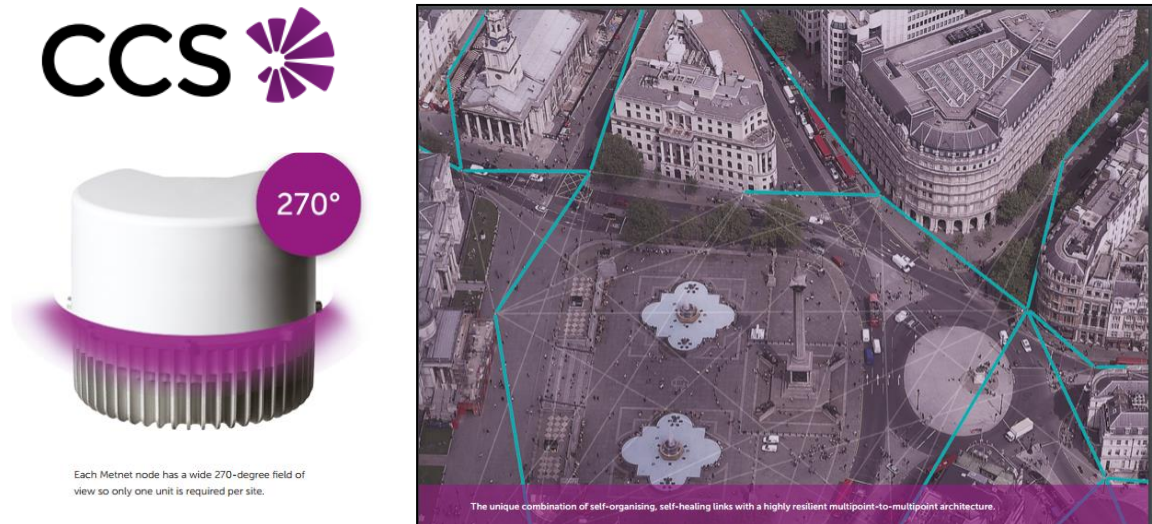 CCS
270°
Each Metnet node has a wide 270-degree field of
view so only one unit is required per site.
The unique combination of self-organising, self-healing links with a highly resilient multipoint-to-multipoint architecture.